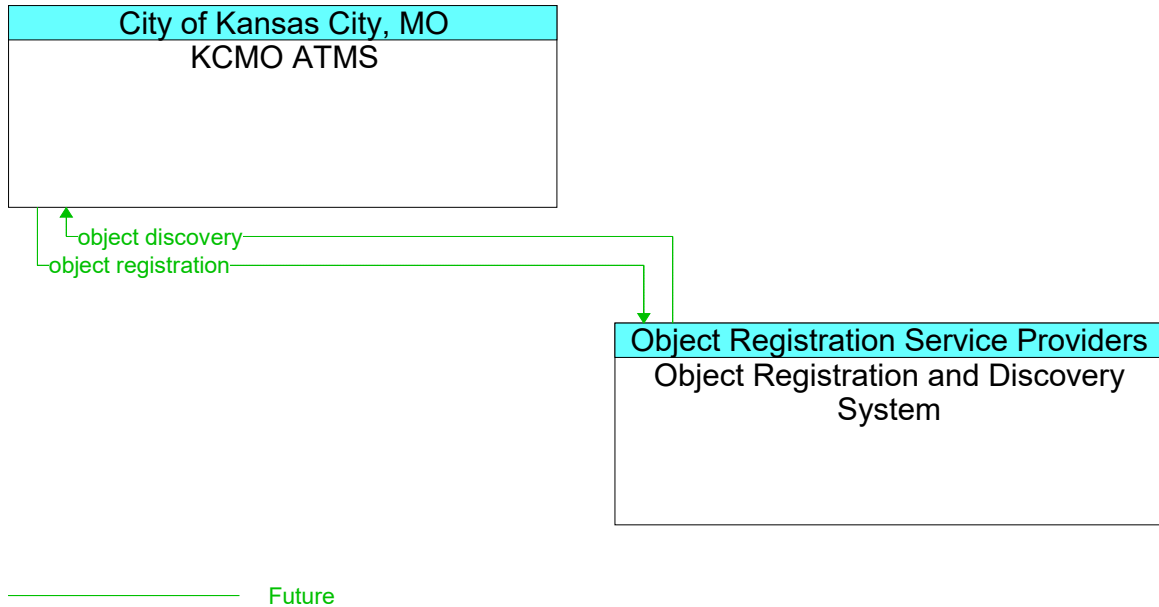 City of Kansas City, MO
KCMO ATMS
object discovery
object registration
Object Registration Service Providers
Object Registration and Discovery
System
Future